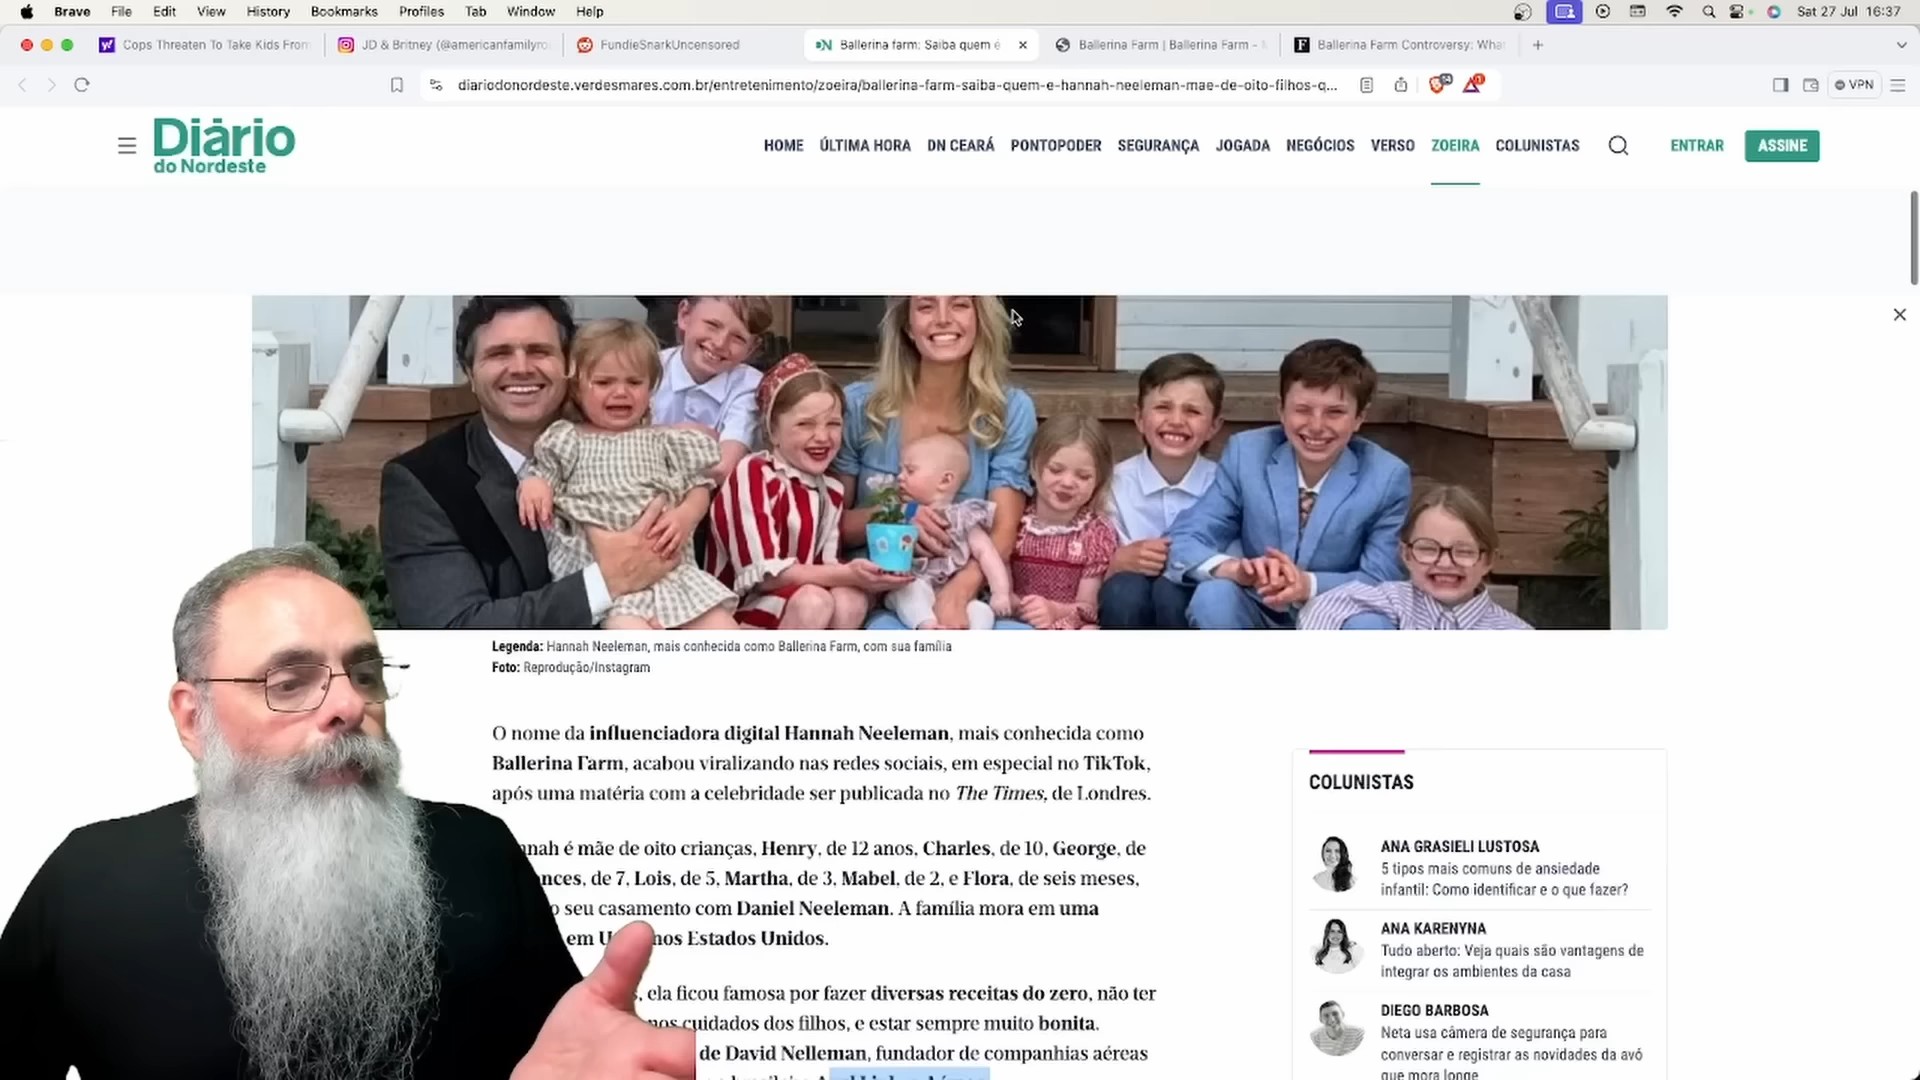 Brave File Edit View History Bookmarks Profiles Tab Window Help Sat 27 Jul 16:37
Cops Threaten To Take Kids From JD & Britney (@americanfamilyro FundieSnarkUncensored Ballerina farm: Saiba quem é Ballerina Farm | Ballerina Farm - Ballerina Farm Controversy: What
diariodonordeste.verdesmares.com.br/entretenimento/zoeira/ballerina-farm-saiba-quem-e-hannah-neeleman-mae-de-oito-filhos-q... VPN
Diário
do Nordeste
HOME ÚLTIMA HORA DN CEARÁ PONTOPODER SEGURANÇA JOGADA NEGÓCIOS VERSO ZOEIRA COLUNISTAS ENTRAR ASSINE
Legenda: Hannah Neeleman, mais conhecida como Ballerina Farm, com sua família
Foto: Reprodução/Instagram
O nome da influenciadora digital Hannah Neeleman, mais conhecida como
Ballerina Farm, acabou viralizando nas redes sociais, em especial no TikTok,
após uma matéria com a celebridade ser publicada no The Times, de Londres.
é mãe de oito crianças, Henry, de 12 anos, Charles, de 10, George, de
de 7, Lois, de 5, Martha, de 3, Mabel, de 2, e Flora, de seis meses,
seu casamento com Daniel Neeleman. A família mora em uma
em nos Estados Unidos.
ela ficou famosa por fazer diversas receitas do zero, não ter
nos cuidados dos filhos, e estar sempre muito bonita.
de David Nelleman, fundador de companhias aéreas
COLUNISTAS
ANA GRASIELI LUSTOSA
5 tipos mais comuns de ansiedade
infantil: Como identificar e o que fazer?
ANA KARENYNA
Tudo aberto: Veja quais são vantagens de
integrar os ambientes da casa
DIEGO BARBOSA
Neta usa câmera de segurança para
conversar e registrar as novidades da avó
que mora longe